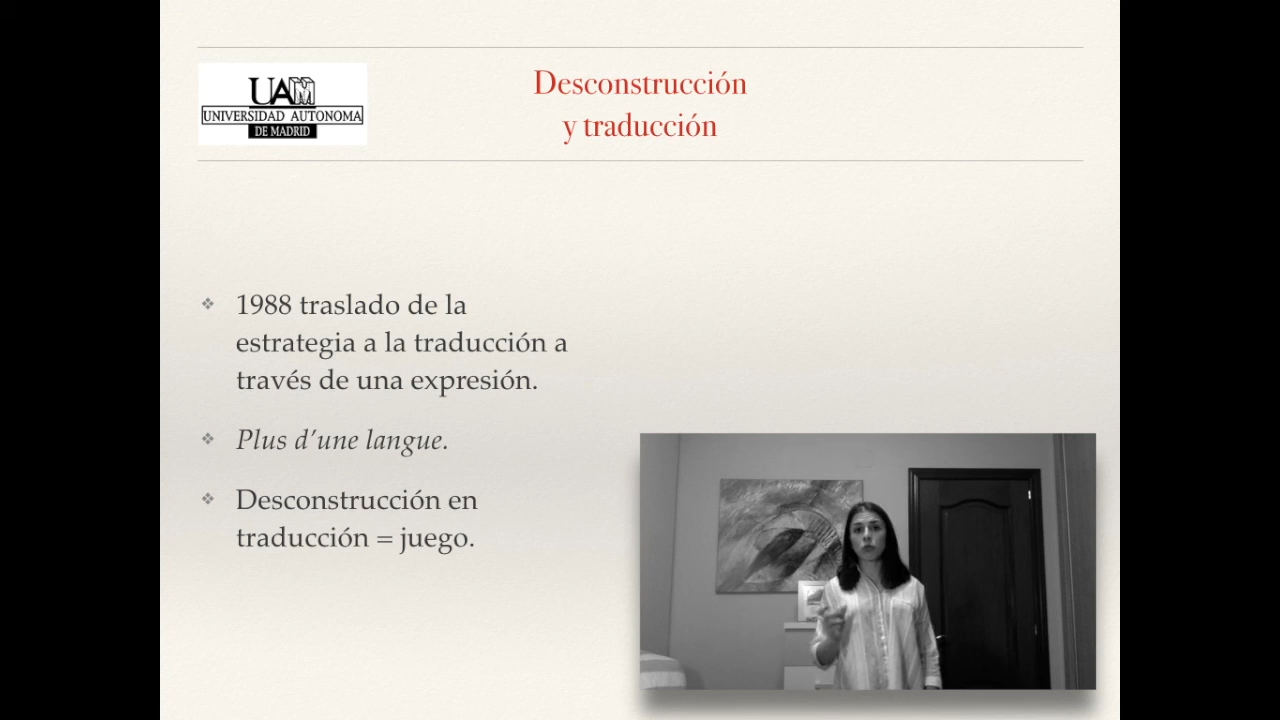 UAM
UNIVERSIDAD AUTONOMA
DE MADRID
Desconstrucción
y traducción
1988 traslado de la
estrategia a la traducción a
través de una expresión.
Plus d’une langue.
Desconstrucción en
traducción = juego.